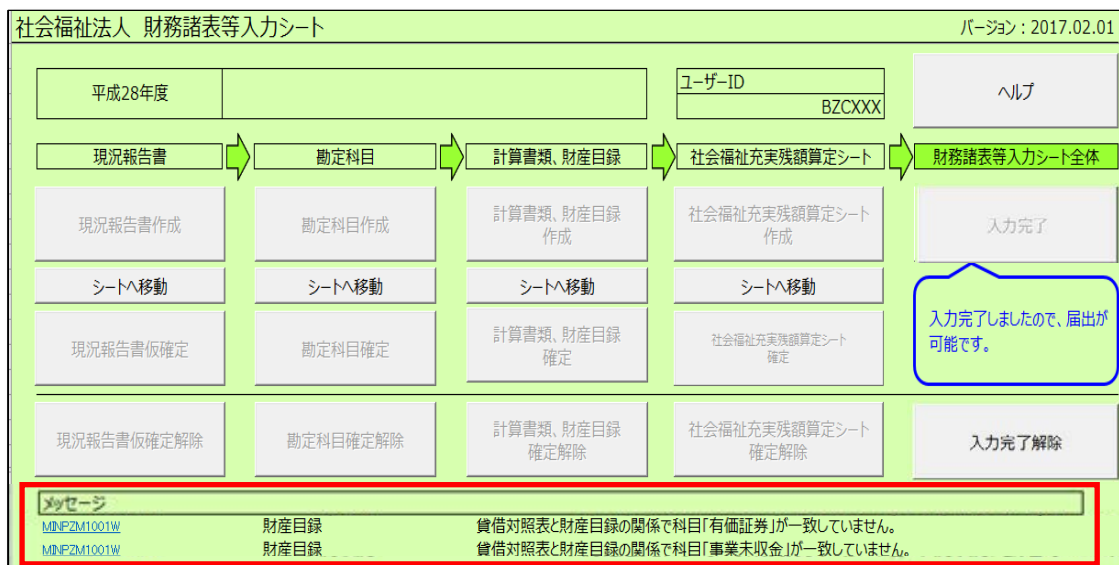 社会福祉法人 財務諸表等入力シート
バージョン：2017.02.01
平成28年度
ユーザーID
BZCXXX
ヘルプ
現況報告書
勘定科目
計算書類、財産目録
社会福祉充実残額算定シート
財務諸表等入力シート全体
現況報告書作成
勘定科目作成
計算書類、財産目録
作成
社会福祉充実残額算定シート
作成
入力完了
シートへ移動
シートへ移動
シートへ移動
シートへ移動
入力完了しましたので、届出が
可能です。
現況報告書仮確定
勘定科目確定
計算書類、財産目録
確定
社会福祉充実残額算定シート
確定
現況報告書仮確定解除
勘定科目確定解除
計算書類、財産目録
確定解除
社会福祉充実残額算定シート
確定解除
入力完了解除
メッセージ
MINPZM1001W 財産目録 貸借対照表と財産目録の関係で科目「有価証券」が一致していません。
MINPZM1001W 財産目録 貸借対照表と財産目録の関係で科目「事業未収金」が一致していません。